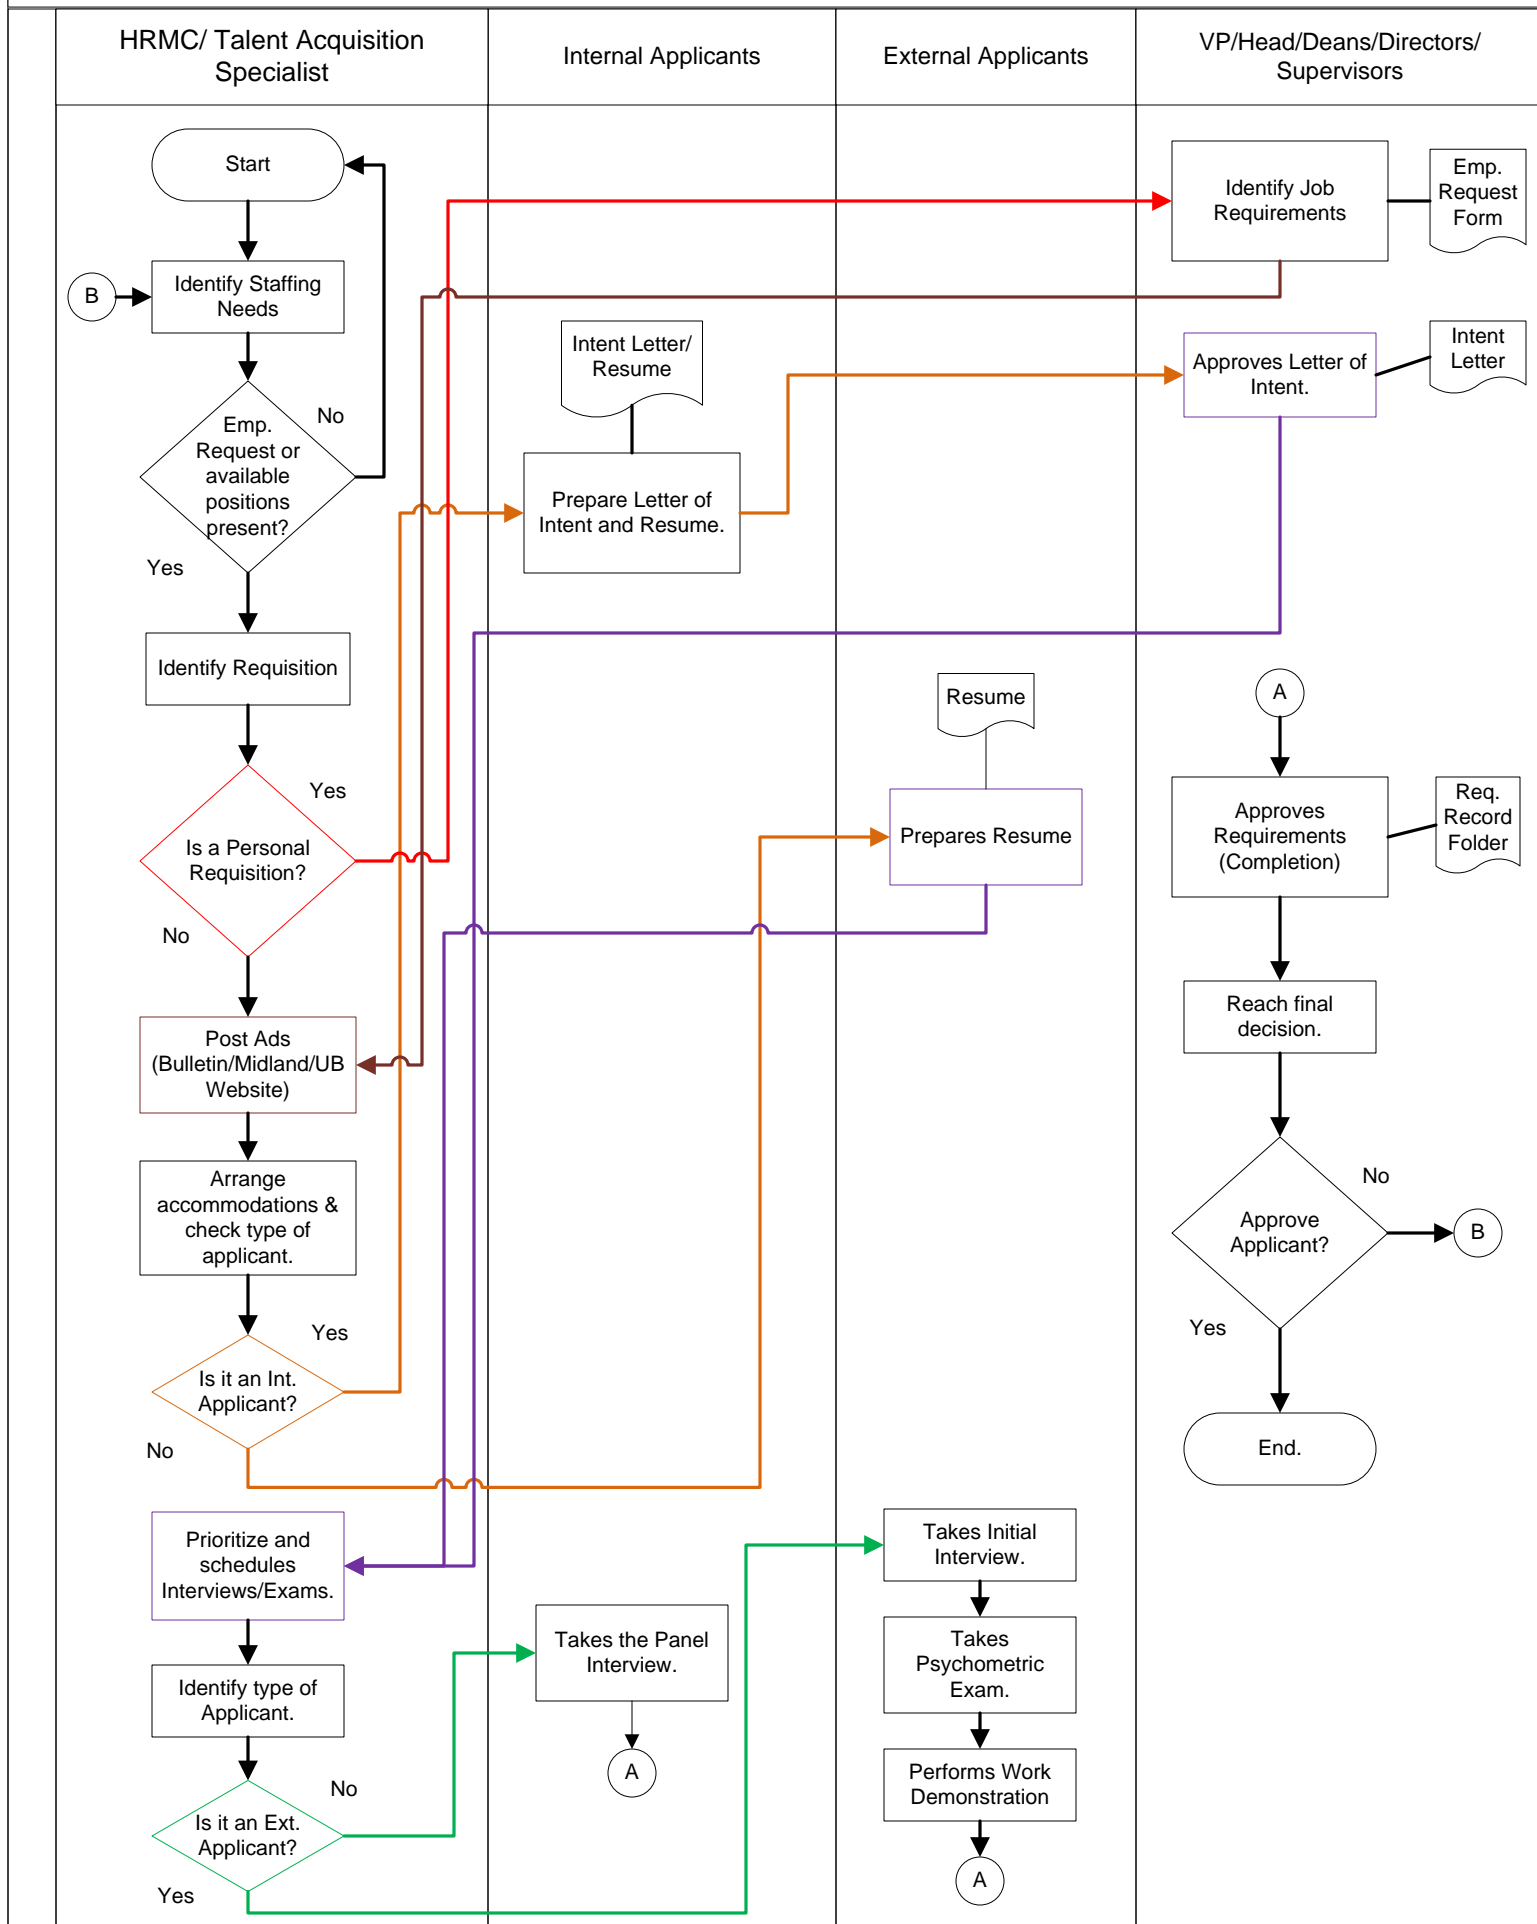 HRMC/ Talent Acquisition
Specialist
Internal Applicants
External Applicants
VP/Head/Deans/Directors/
Supervisors
Start
B
Identify Staffing
Needs
Emp.
Request or
available
positions
present?
No
Yes
Identify Requisition
Is a Personal
Requisition?
Yes
No
Post Ads
(Bulletin/Midland/UB
Website)
Arrange
accommodations &
check type of
applicant.
Is it an Int.
Applicant?
Yes
No
Prioritize and
schedules
Interviews/Exams.
Identify type of
Applicant.
Is it an Ext.
Applicant?
No
Yes
Intent Letter/
Resume
Prepare Letter of
Intent and Resume.
Takes the Panel
Interview.
A
Resume
Prepares Resume
Takes Initial
Interview.
Takes
Psychometric
Exam.
Performs Work
Demonstration
A
Identify Job
Requirements
Emp.
Request
Form
Approves Letter of
Intent.
Intent
Letter
A
Approves
Requirements
(Completion)
Req.
Record
Folder
Reach final
decision.
Approve
Applicant?
No
B
Yes
End.